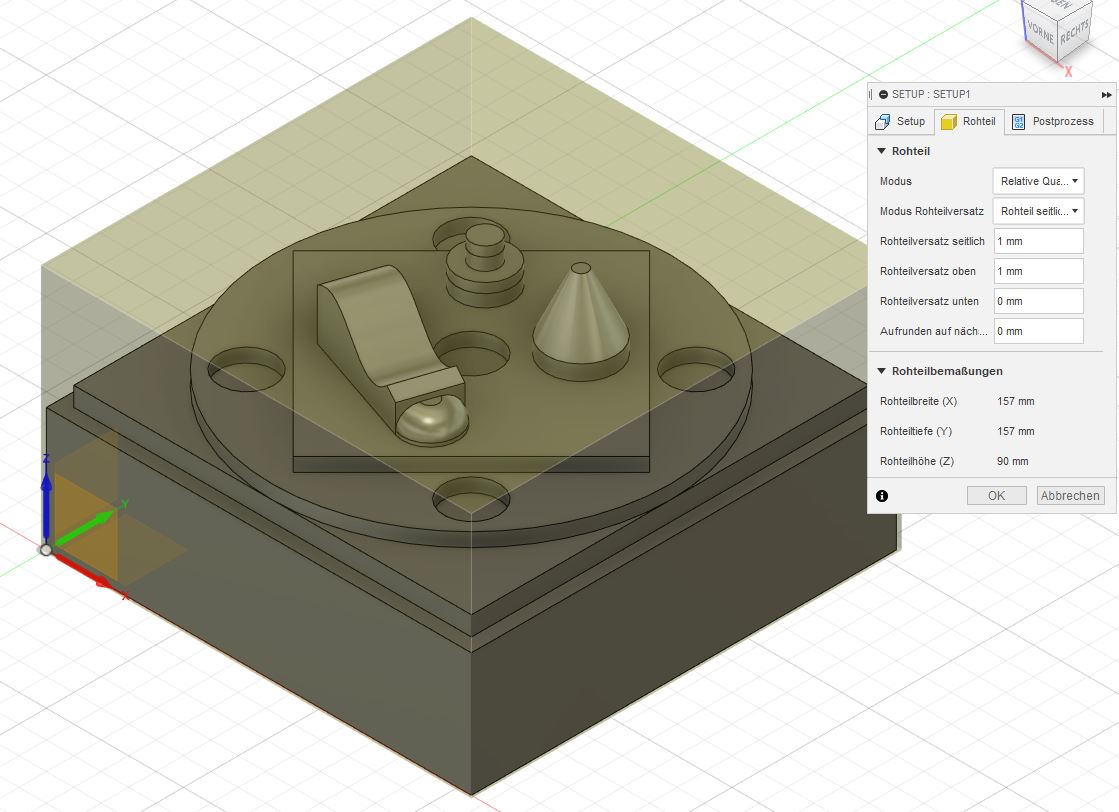 VORNE RECHTS
X
SETUP : SETUP1
Setup Rohteil Postprozess
G1
G2
Rohteil
Modus Relative Qua...
Modus Rohteilversatz Rohteil seitlic...
Rohteilversatz seitlich 1 mm
Rohteilversatz oben 1 mm
Rohteilversatz unten 0 mm
Aufrunden auf näch... 0 mm
Rohteilbemaßungen
Rohteilbreite (X) 157 mm
Rohteiltiefe (Y) 157 mm
Rohteilhöhe (Z) 90 mm
OK Abbrechen
Z
Y
X